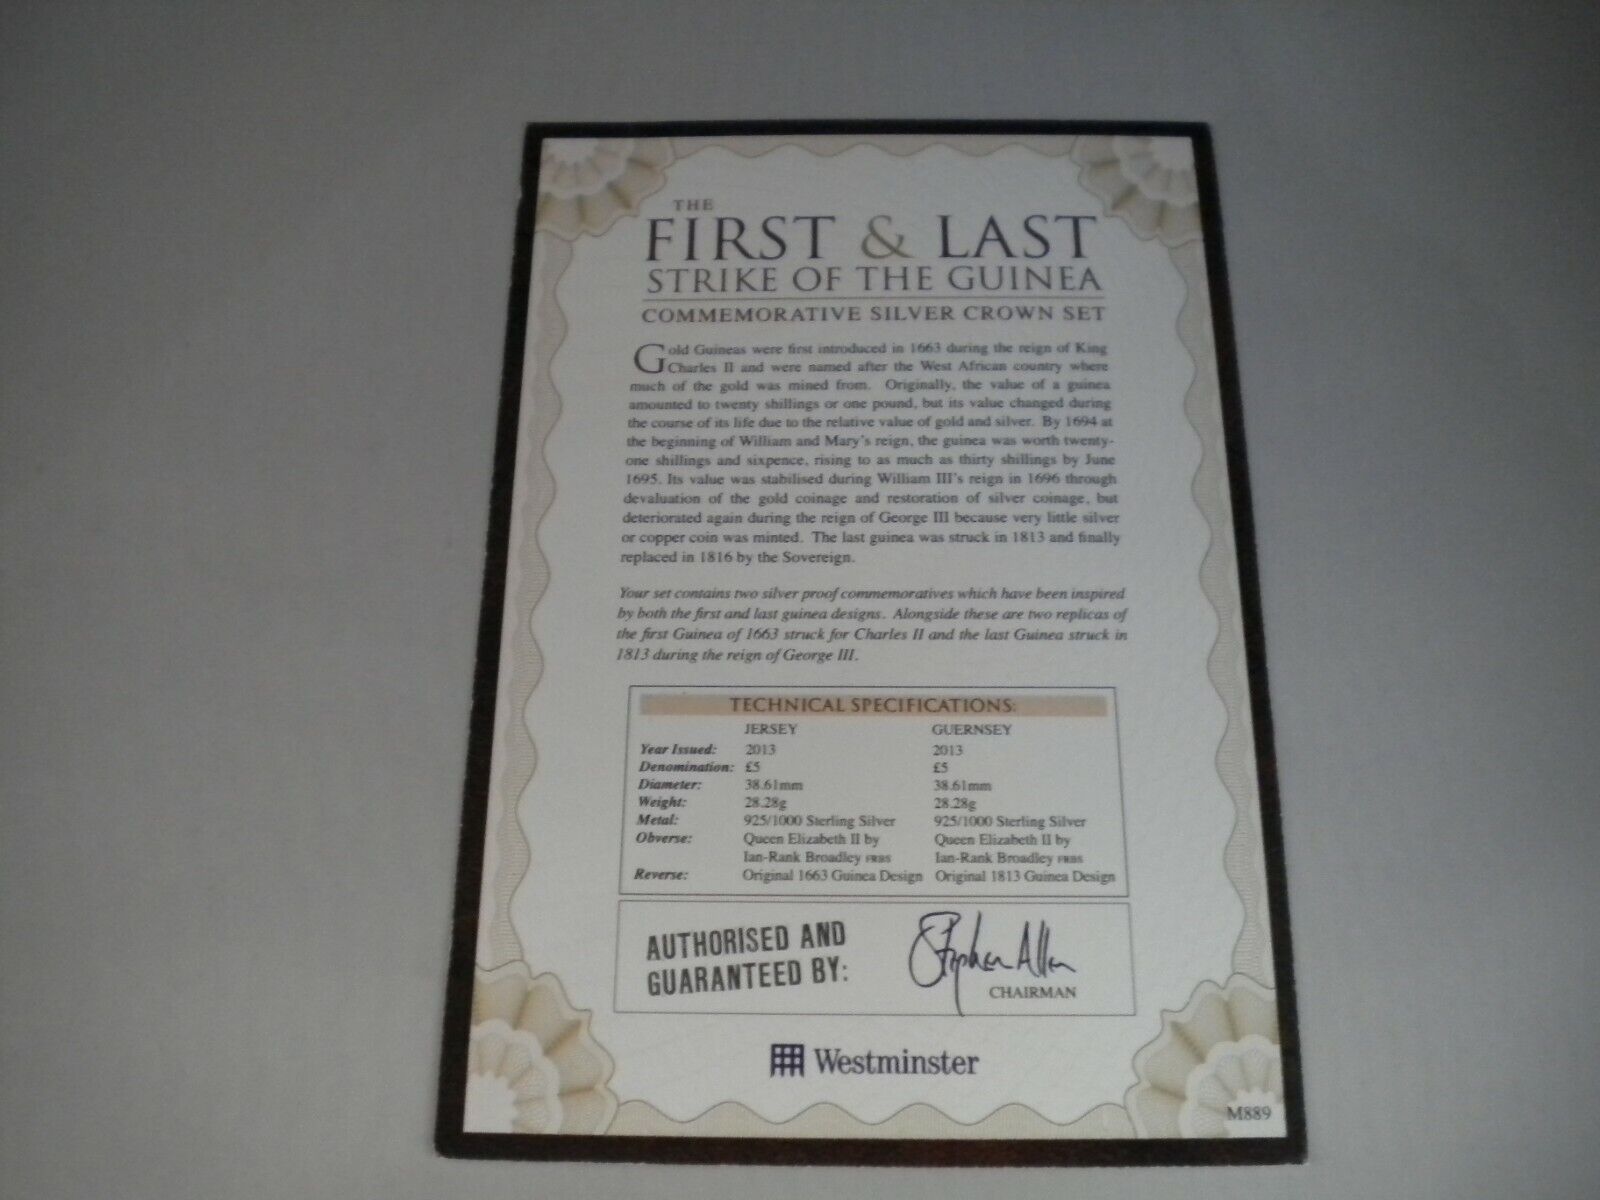 THE
FIRST & LAST
STRIKE OF THE GUINEA
COMMEMORATIVE SILVER CROWN SET
Gold Guineas were first introduced in 1663 during the reign of King
Charles II and were named after the West African country where
much of the gold was mined from. Originally, the value of a guinea
amounted to twenty shillings or one pound, but its value changed during
the course of its life due to the relative value of gold and silver. By 1694 at
the beginning of William and Mary's reign, the guinea was worth twenty-
one shillings and sixpence, rising to as much as thirty shillings by June
1695. Its value was stabilised during William III's reign in 1696 through
devaluation of the gold coinage and restoration of silver coinage, but
deteriorated again during the reign of George III because very little silver
or copper coin was minted. The last guinea was struck in 1813 and finally
replaced in 1816 by the Sovereign.
Your set contains two silver proof commemoratives which have been inspired
by both the first and last guinea designs. Alongside these are two replicas of
the first Guinea of 1663 struck for Charles II and the last Guinea struck in
1813 during the reign of George III.
TECHNICAL SPECIFICATIONS:
JERSEY GUERNSEY
Year Issued: 2013 2013
Denomination: £5 £5
Diameter: 38.61mm 38.61mm
Weight: 28.28g 28.28g
Metal: 925/1000 Sterling Silver 925/1000 Sterling Silver
Obverse: Queen Elizabeth II by Queen Elizabeth II by
Ian-Rank Broadley FRBS Ian-Rank Broadley FRBS
Reverse: Original 1663 Guinea Design Original 1813 Guinea Design
AUTHORISED AND
GUARANTEED BY:
Stephen Allen
CHAIRMAN
Westminster
M889